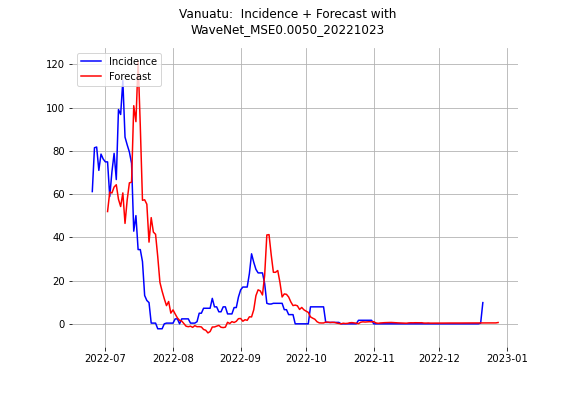 Vanuatu:  Incidence + Forecast with
WaveNet_MSE0.0050_20221023
Incidence
Forecast
120
100
80
60
40
20
0
2022-07 2022-08 2022-09 2022-10 2022-11 2022-12 2023-01